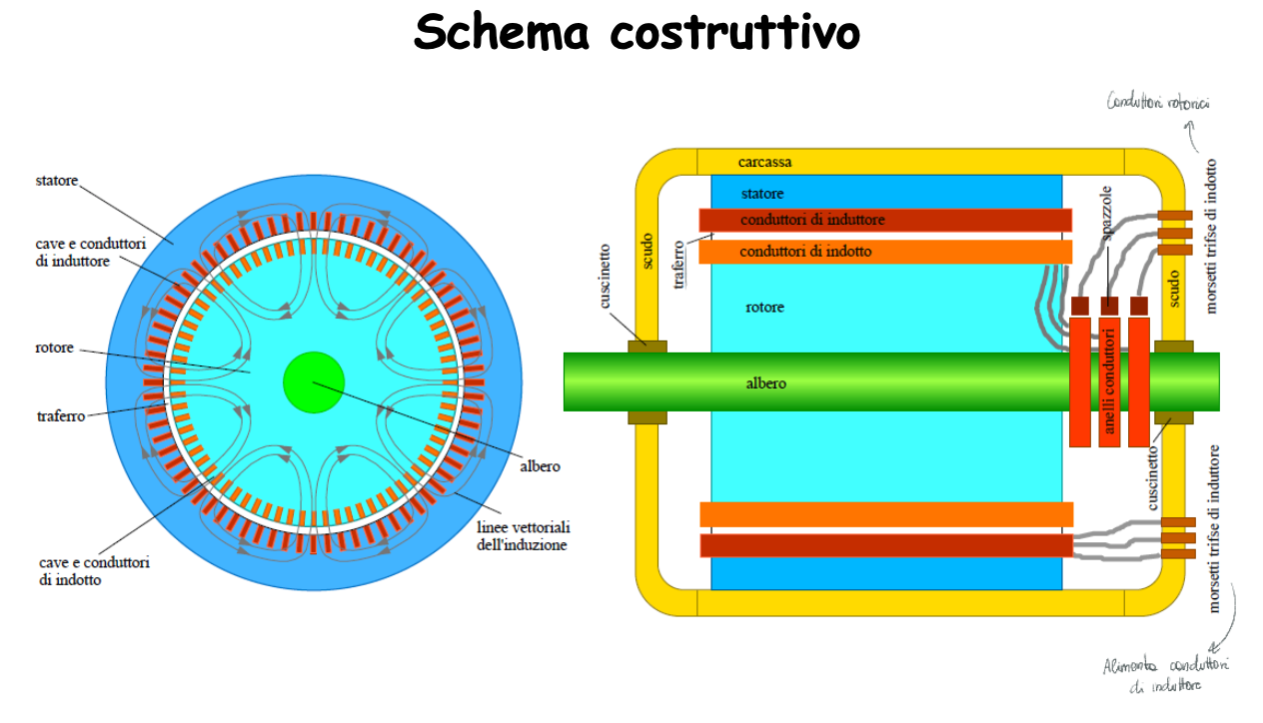 Schema costruttivo
Conduttori rotorici
statore
cave e conduttori
di induttore
rotore
traferro
cave e conduttori
di indotto
albero
linee vettoriali
dell'induzione
cuscinetto
scudo
traferro
carcassa
statore
conduttori di induttore
conduttori di indotto
rotore
albero
spazzole
anelli conduttori
scudo
morsetti trifse di indotto
cuscinetto
morsetti trifse di induttore
Alimenta conduttori
di induttore